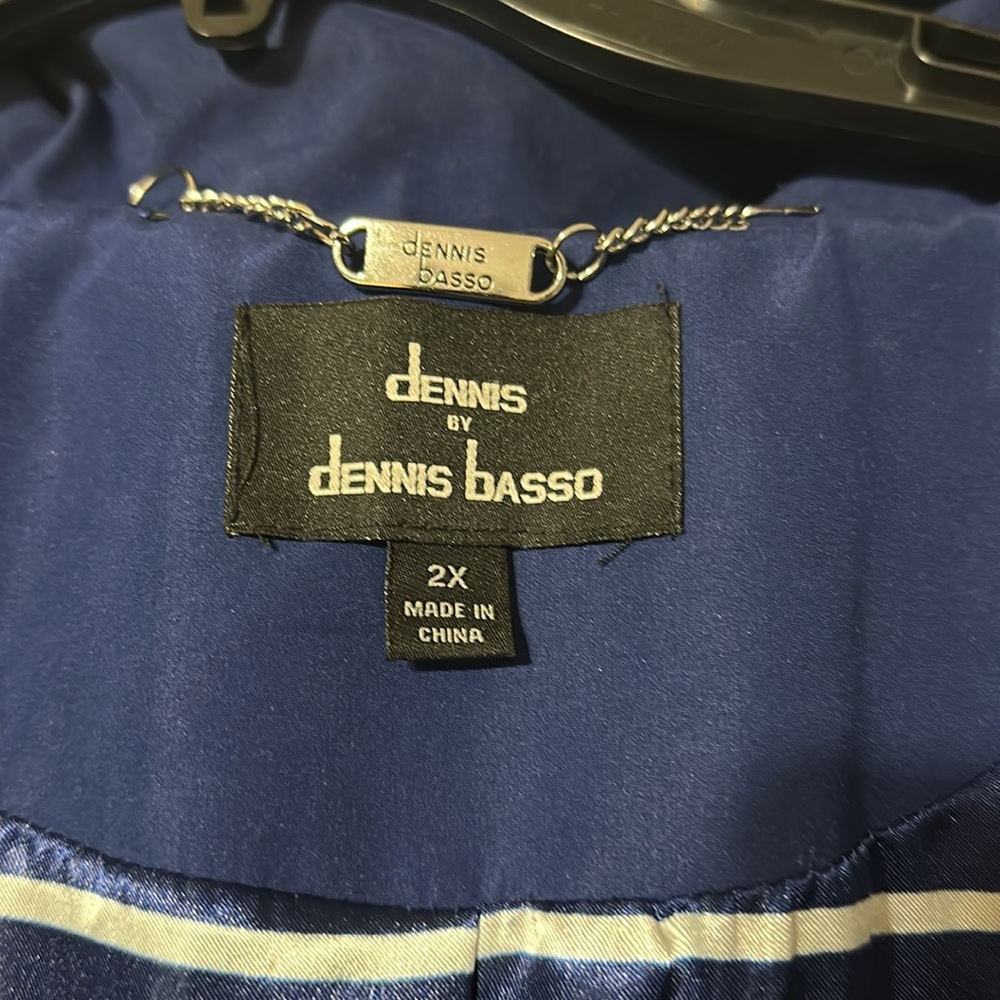 dENNIS
bASSO
dENNIS
BY
dENNIS bASSO
2X
MADE IN
CHINA